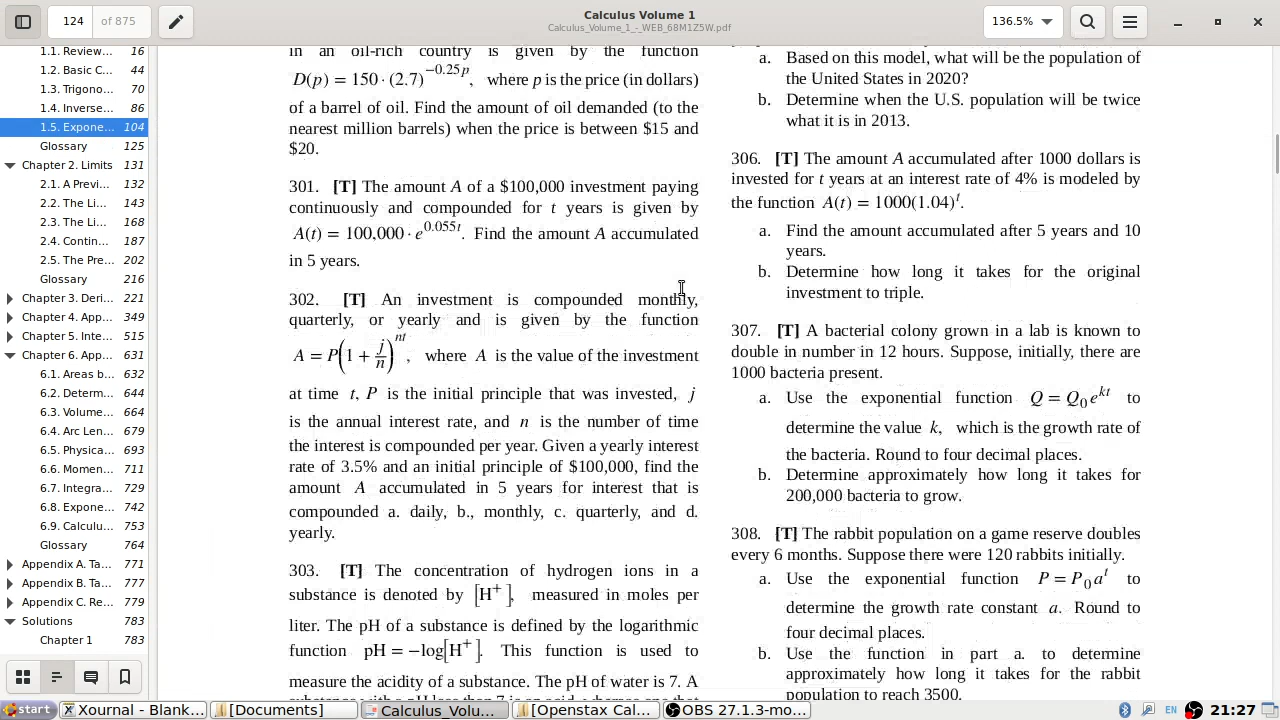 124 of 875
Calculus Volume 1
Calculus_Volume_1_-_WEB_68M1Z5W.pdf
136.5%
1.1. Review... 16
1.2. Basic C... 44
1.3. Trigono... 70
1.4. Inverse... 86
1.5. Expone... 104
Glossary 125
Chapter 2. Limits 131
2.1. A Previ... 132
2.2. The Li... 143
2.3. The Li... 168
2.4. Contin... 187
2.5. The Pre... 202
Glossary 216
Chapter 3. Deri... 221
Chapter 4. App... 349
Chapter 5. Inte... 515
Chapter 6. App... 631
6.1. Areas b... 632
6.2. Determ... 644
6.3. Volume... 664
6.4. Arc Len... 679
6.5. Physica... 693
6.6. Momen... 711
6.7. Integra... 729
6.8. Expone... 742
6.9. Calculu... 753
Glossary 764
Appendix A. Ta... 771
Appendix B. Ta... 777
Appendix C. Re... 779
Solutions 783
Chapter 1 783
in an oil-rich country is given by the function
D(p) = 150 · (2.7)^{−0.25p}, where p is the price (in dollars)
of a barrel of oil. Find the amount of oil demanded (to the
nearest million barrels) when the price is between $15 and
$20.
301. [T] The amount A of a $100,000 investment paying
continuously and compounded for t years is given by
A(t) = 100,000 · e^{0.055t}. Find the amount A accumulated
in 5 years.
302. [T] An investment is compounded monthly,
quarterly, or yearly and is given by the function
A = P(1 + j/n)^{nt}, where A is the value of the investment
at time t, P is the initial principle that was invested, j
is the annual interest rate, and n is the number of time
the interest is compounded per year. Given a yearly interest
rate of 3.5% and an initial principle of $100,000, find the
amount A accumulated in 5 years for interest that is
compounded a. daily, b., monthly, c. quarterly, and d.
yearly.
303. [T] The concentration of hydrogen ions in a
substance is denoted by [H⁺], measured in moles per
liter. The pH of a substance is defined by the logarithmic
function pH = −log[H⁺]. This function is used to
measure the acidity of a substance. The pH of water is 7. A
a. Based on this model, what will be the population of
the United States in 2020?
b. Determine when the U.S. population will be twice
what it is in 2013.
306. [T] The amount A accumulated after 1000 dollars is
invested for t years at an interest rate of 4% is modeled by
the function A(t) = 1000(1.04)^t.
a. Find the amount accumulated after 5 years and 10
years.
b. Determine how long it takes for the original
investment to triple.
307. [T] A bacterial colony grown in a lab is known to
double in number in 12 hours. Suppose, initially, there are
1000 bacteria present.
a. Use the exponential function Q = Q₀e^{kt} to
determine the value k, which is the growth rate of
the bacteria. Round to four decimal places.
b. Determine approximately how long it takes for
200,000 bacteria to grow.
308. [T] The rabbit population on a game reserve doubles
every 6 months. Suppose there were 120 rabbits initially.
a. Use the exponential function P = P₀a^t to
determine the growth rate constant a. Round to
four decimal places.
b. Use the function in part a. to determine
approximately how long it takes for the rabbit
population to reach 3500.
start
Xournal - Blank...
[Documents]
Calculus_Volu...
[Openstax Cal...
OBS 27.1.3-mo...
EN
21:27